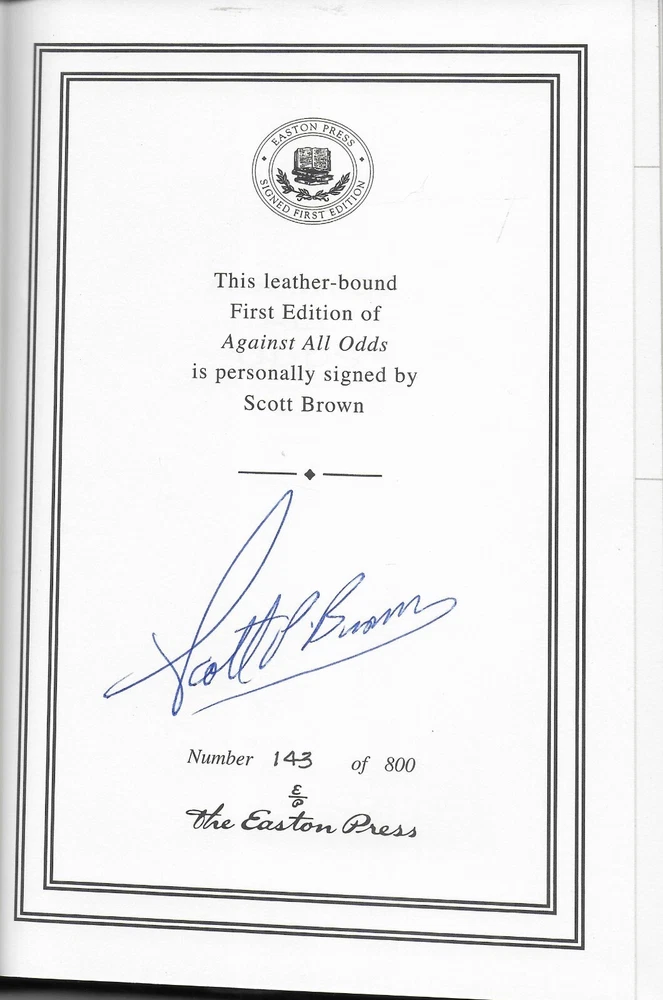 EASTON PRESS
SIGNED FIRST EDITION
This leather-bound
First Edition of
Against All Odds
is personally signed by
Scott Brown
Scott P. Brown
Number 143 of 800
E
P
The Easton Press